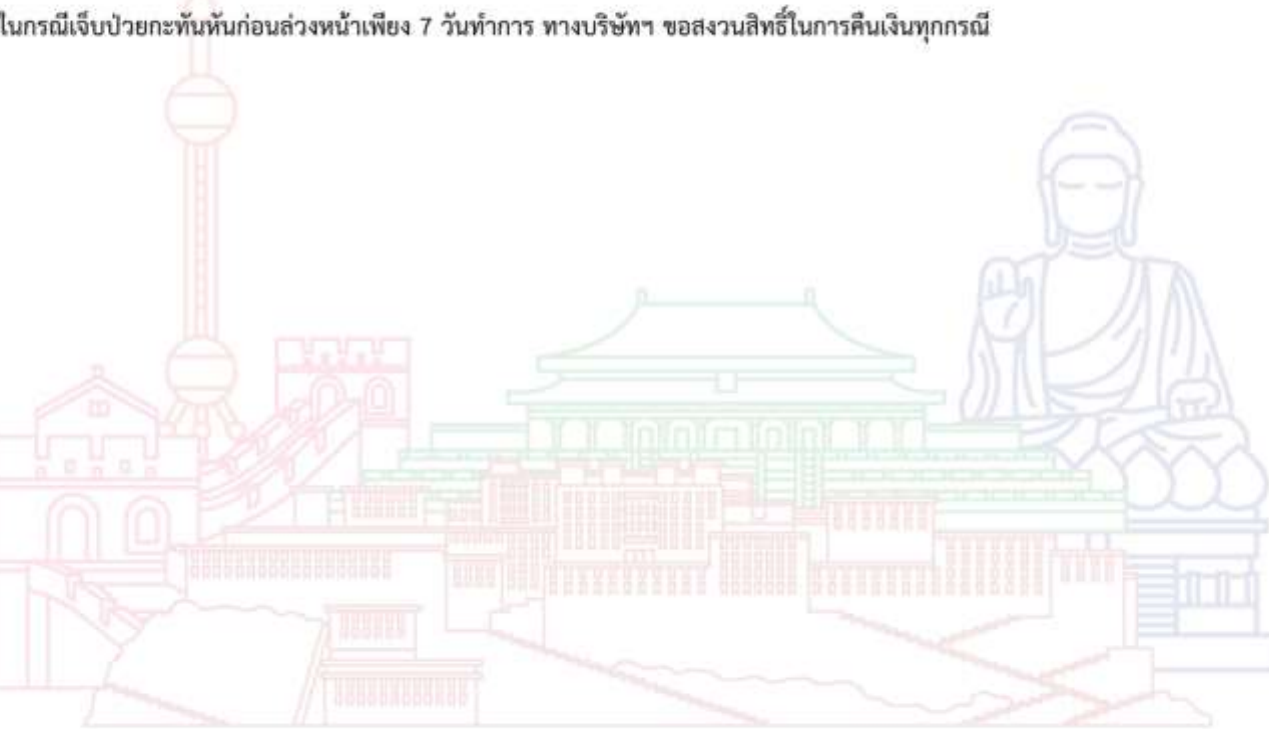 ในกรณีเจ็บป่วยกะทันหันก่อนล่วงหน้าเพียง 7 วันทำการ ทางบริษัทฯ ขอสงวนสิทธิ์ในการคืนเงินทุกกรณี